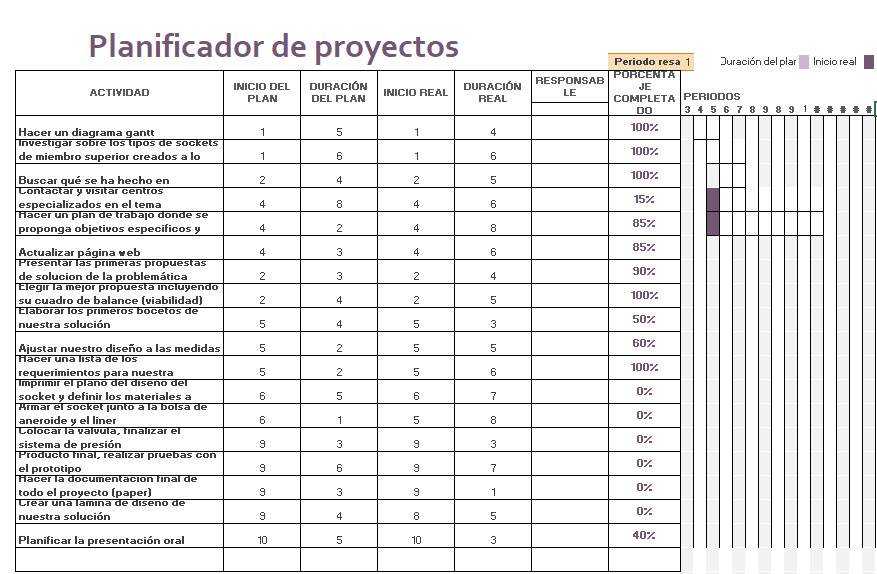 Planificador de proyectos
Periodo resa 1
Duración del plar
Inicio real
ACTIVIDAD
INICIO DEL
PLAN
DURACIÓN
DEL PLAN
INICIO REAL
DURACIÓN
REAL
RESPONSAB
LE
PORCENTA
JE
COMPLETA
DO
PERIODOS
3 4 5 6 7 8 9 8 9 1 # # # # #
Hacer un diagrama gantt 1 5 1 4 100%
Investigar sobre los tipos de sockets
de miembro superior creados a lo 1 6 1 6 100%
Buscar qué se ha hecho en 2 4 2 5 100%
Contactar y visitar centros
especializados en el tema 4 8 4 6 15%
Hacer un plan de trabajo donde se
proponga objetivos especificos y 4 2 4 8 85%
Actualizar página web 4 3 4 6 85%
Presentar las primeras propuestas
de solucion de la problemática 2 3 2 4 90%
Elegir la mejor propuesta incluyendo
su cuadro de balance (viabilidad) 2 4 2 5 100%
Elaborar los primeros bocetos de
nuestra solución 5 4 5 3 50%
Ajustar nuestro diseño a las medidas 5 2 5 5 60%
Hacer una lista de los
requerimientos para nuestra 5 2 5 6 100%
Imprimir el plano del diseño del
socket y definir los materiales a 6 5 6 7 0%
Armar el socket junto a la bolsa de
aneroide y el liner 6 1 5 8 0%
Colocar la valvula, finalizar el
sistema de presión 9 3 9 3 0%
Producto final, realizar pruebas con
el prototipo 9 6 9 7 0%
Hacer la documentación final de
todo el proyecto (paper) 9 3 9 1 0%
Crear una lámina de diseño de
nuestra solución 9 4 8 5 0%
Planificar la presentación oral 10 5 10 3 40%